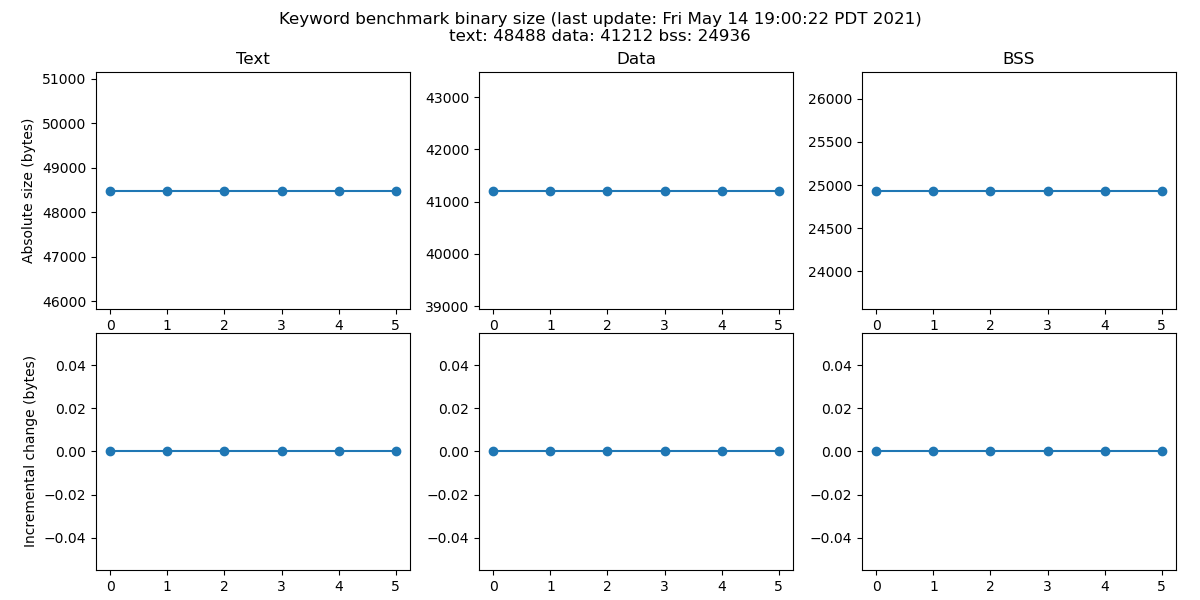 Keyword benchmark binary size (last update: Fri May 14 19:00:22 PDT 2021)
text: 48488 data: 41212 bss: 24936
Text
Data
BSS
Absolute size (bytes)
51000
50000
49000
48000
47000
46000
0 1 2 3 4 5
43000
42000
41000
40000
39000
0 1 2 3 4 5
26000
25500
25000
24500
24000
0 1 2 3 4 5
Incremental change (bytes)
0.04
0.02
0.00
−0.02
−0.04
0 1 2 3 4 5
0.04
0.02
0.00
−0.02
−0.04
0 1 2 3 4 5
0.04
0.02
0.00
−0.02
−0.04
0 1 2 3 4 5